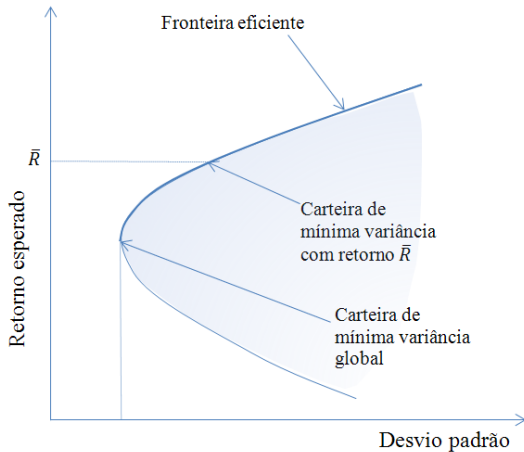 Fronteira eficiente
R̄
Retorno esperado
Carteira de
mínima variância
com retorno R̄
Carteira de
mínima variância
global
Desvio padrão